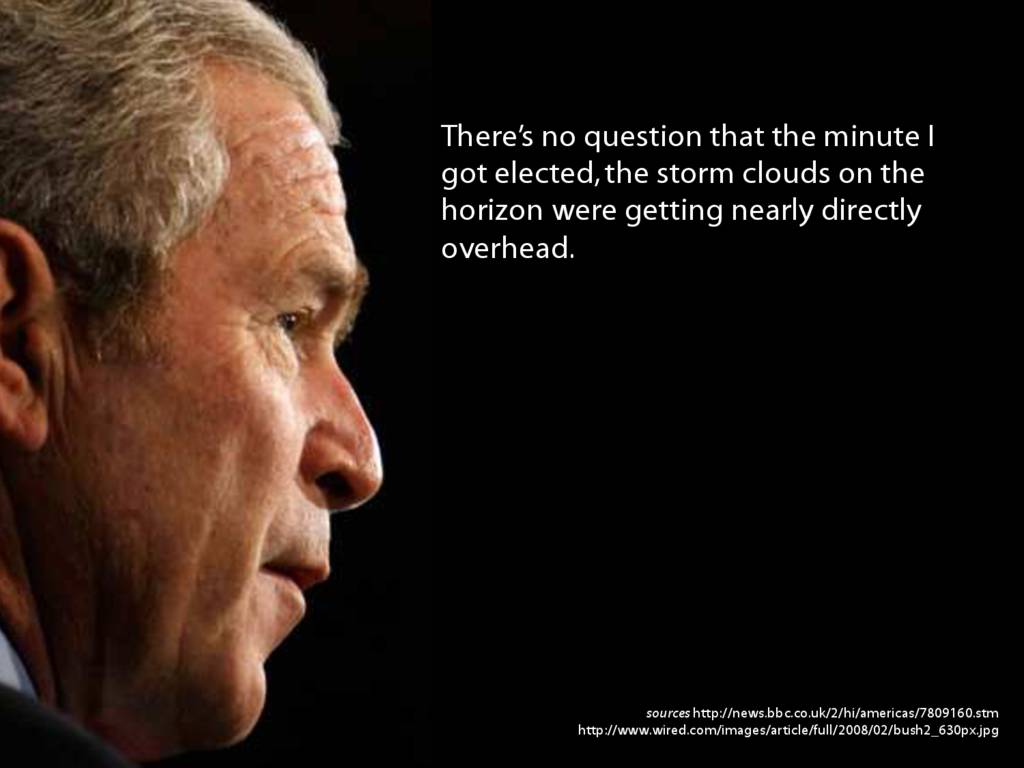 There's no question that the minute I
got elected, the storm clouds on the
horizon were getting nearly directly
overhead.
sources http://news.bbc.co.uk/2/hi/americas/7809160.stm
http://www.wired.com/images/article/full/2008/02/bush2_630px.jpg